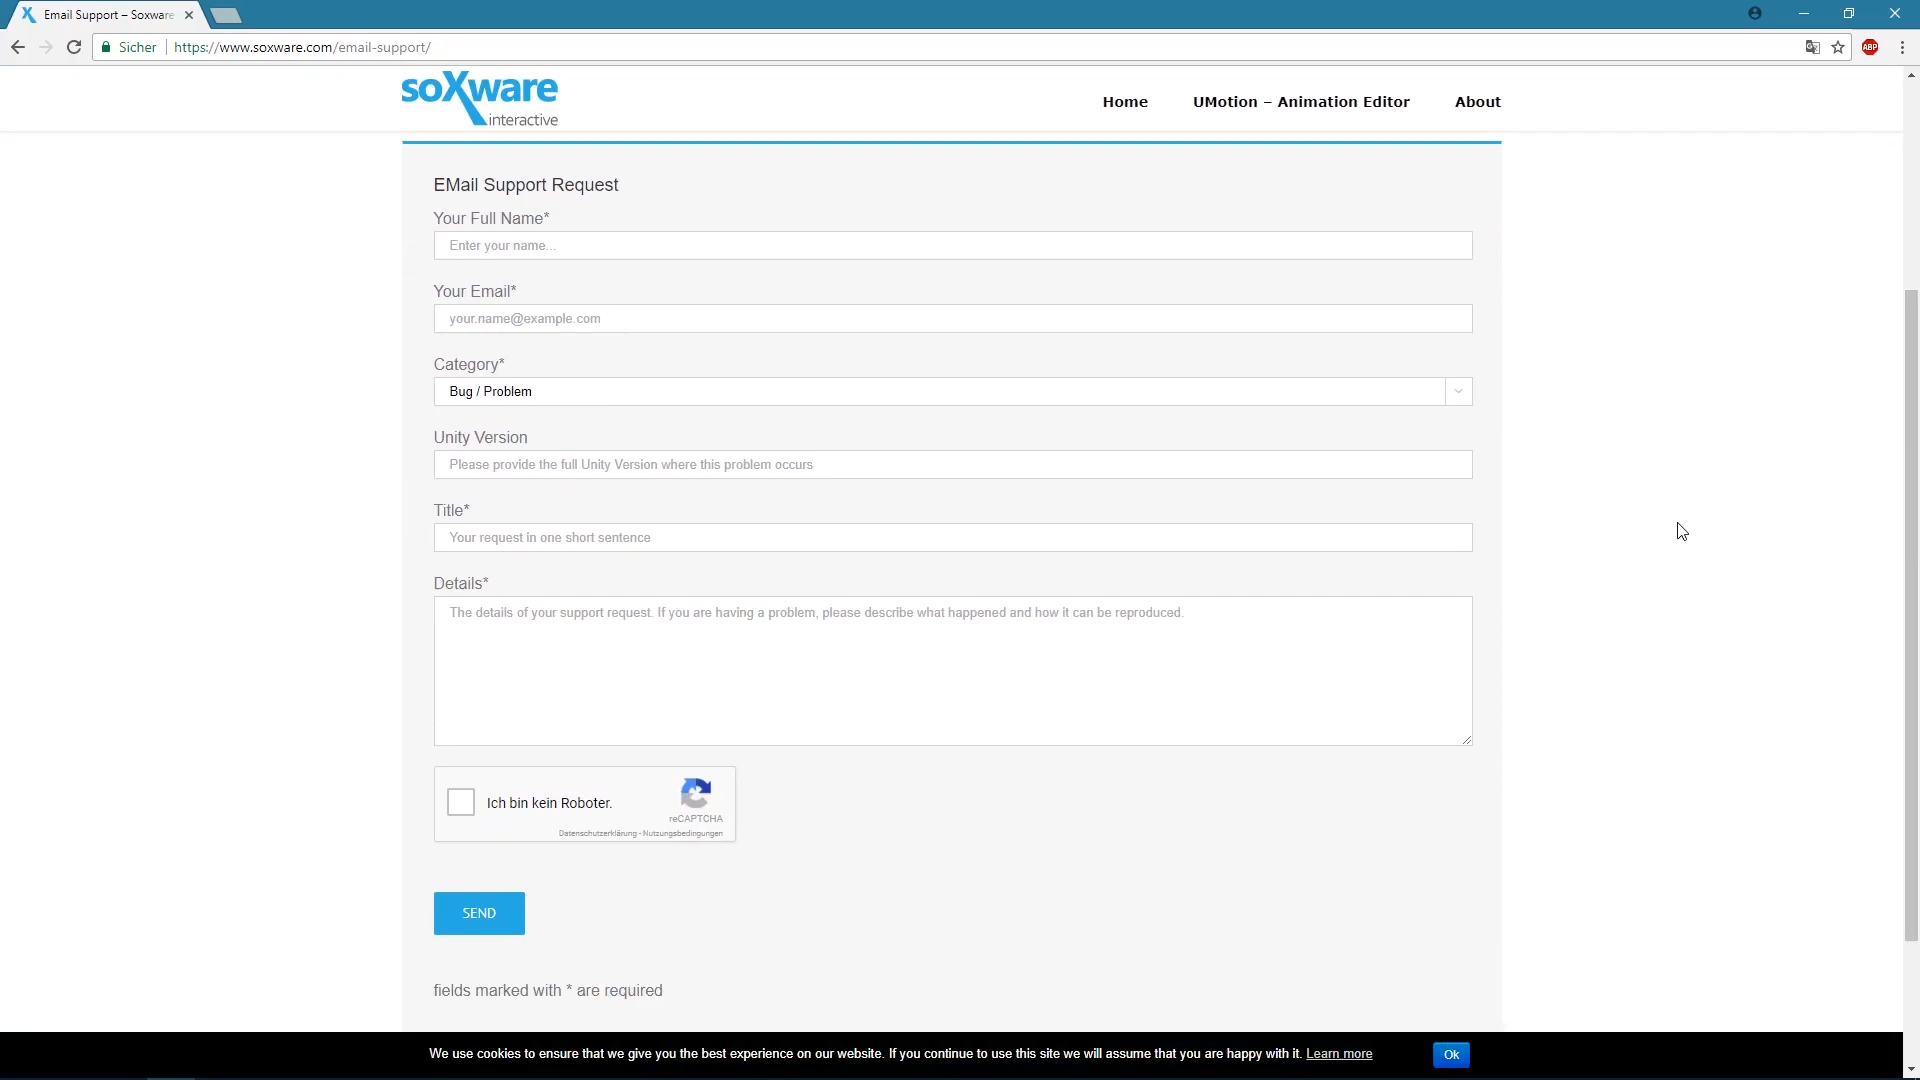 Email Support – Soxware
Sicher https://www.soxware.com/email-support/
ABP
soXware
interactive
Home UMotion – Animation Editor About
EMail Support Request
Your Full Name*
Enter your name...
Your Email*
your.name@example.com
Category*
Bug / Problem
Unity Version
Please provide the full Unity Version where this problem occurs
Title*
Your request in one short sentence
Details*
The details of your support request. If you are having a problem, please describe what happened and how it can be reproduced.
Ich bin kein Roboter.
reCAPTCHA
Datenschutzerklärung - Nutzungsbedingungen
SEND
fields marked with * are required
We use cookies to ensure that we give you the best experience on our website. If you continue to use this site we will assume that you are happy with it. Learn more Ok